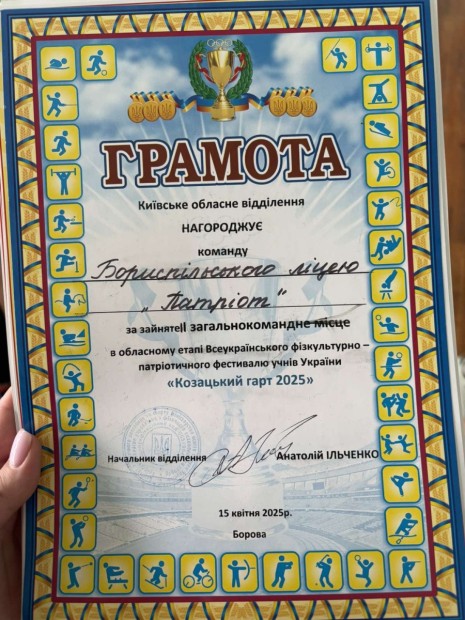 ГРАМОТА
Київське обласне відділення
НАГОРОДЖУЄ
команду
Бориспільського ліцею
„Патріот"
за зайняте II загальнокомандне місце
в обласному етапі Всеукраїнського фізкультурно –
патріотичного фестивалю учнів України
«Козацький гарт 2025»
Начальник відділення Анатолій ІЛЬЧЕНКО
15 квітня 2025р.
Борова